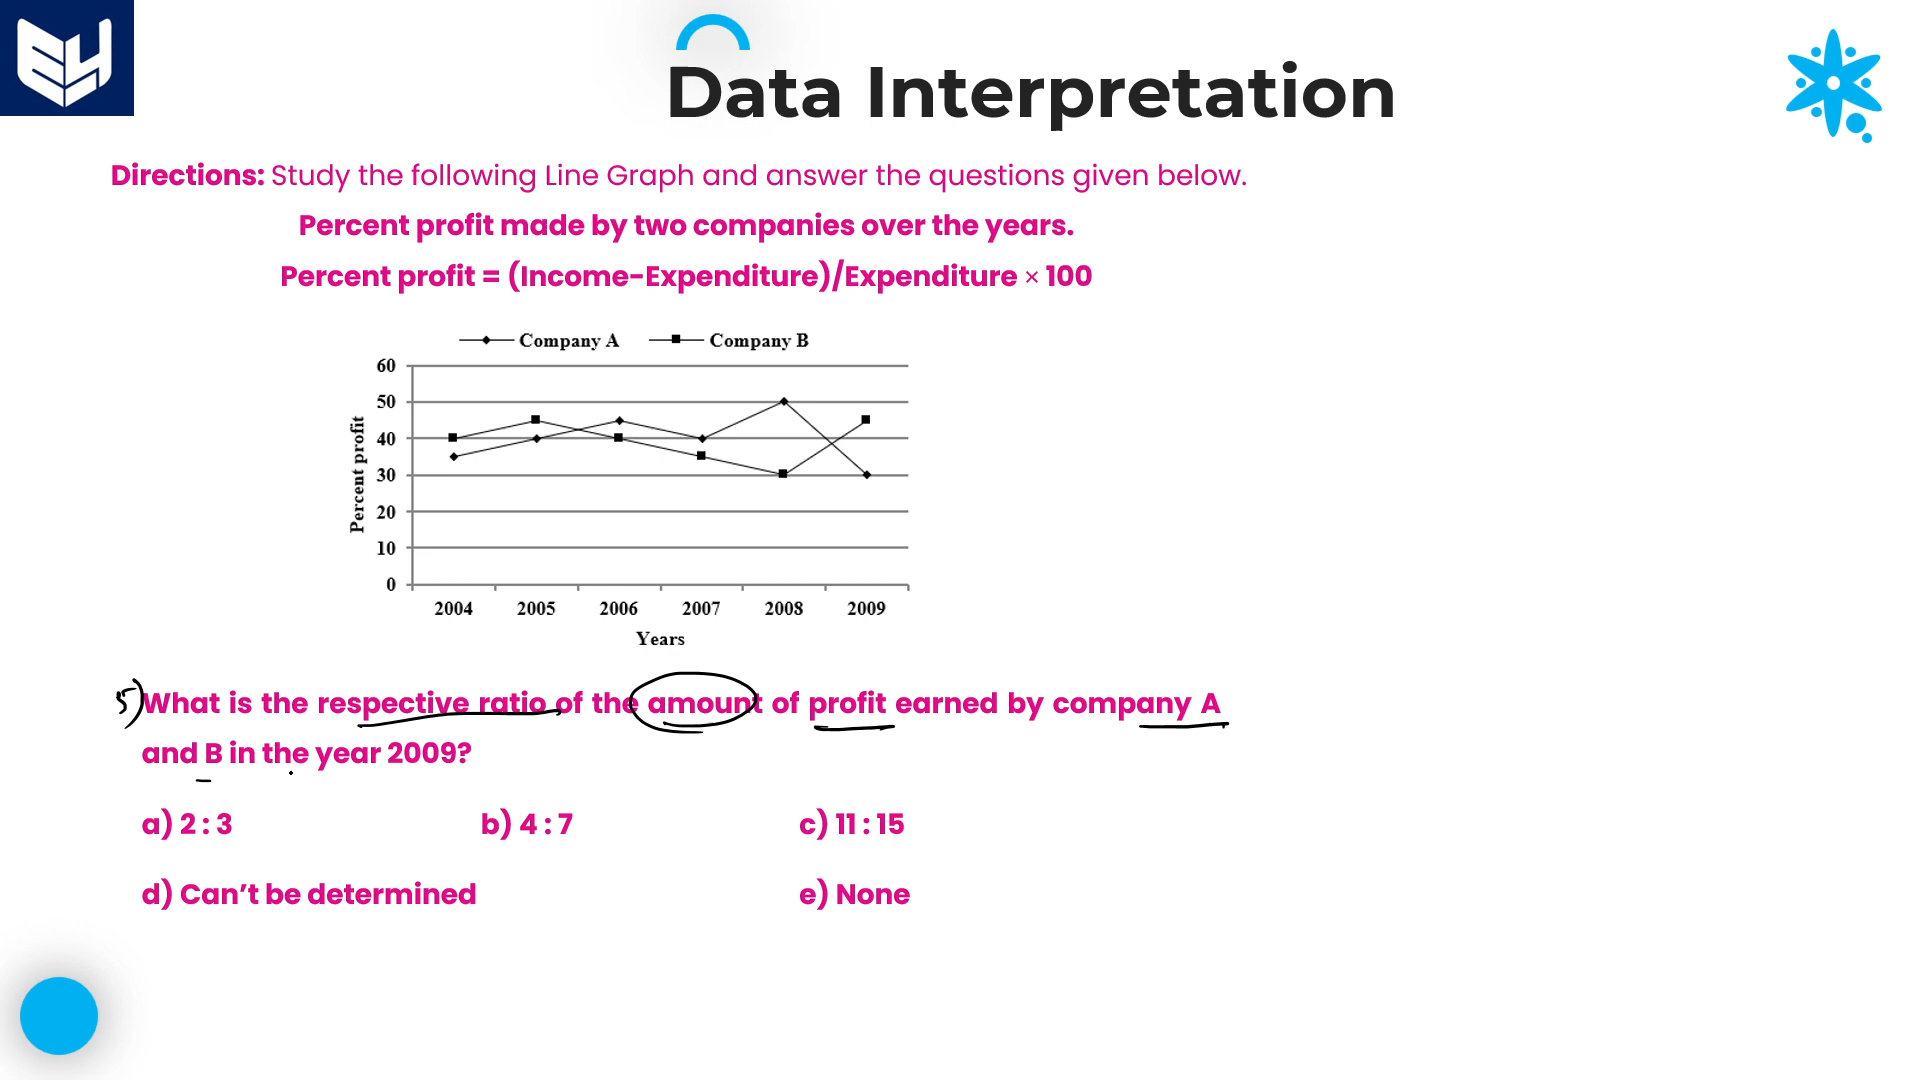 Data Interpretation
Directions: Study the following Line Graph and answer the questions given below.
Percent profit made by two companies over the years.
Percent profit = (Income-Expenditure)/Expenditure × 100
Company A Company B
60
50
40
30
20
10
0
Percent profit
2004 2005 2006 2007 2008 2009
Years
5) What is the respective ratio of the amount of profit earned by company A
and B in the year 2009?
a) 2 : 3 b) 4 : 7 c) 11 : 15
d) Can’t be determined e) None